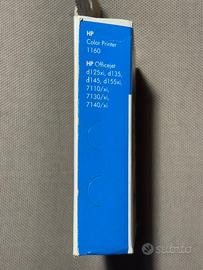 HP
Color Printer
1160
HP Officejet
d125xi, d135,
d145, d155xi,
7110/xi,
7130/xi,
7140/xi
subito